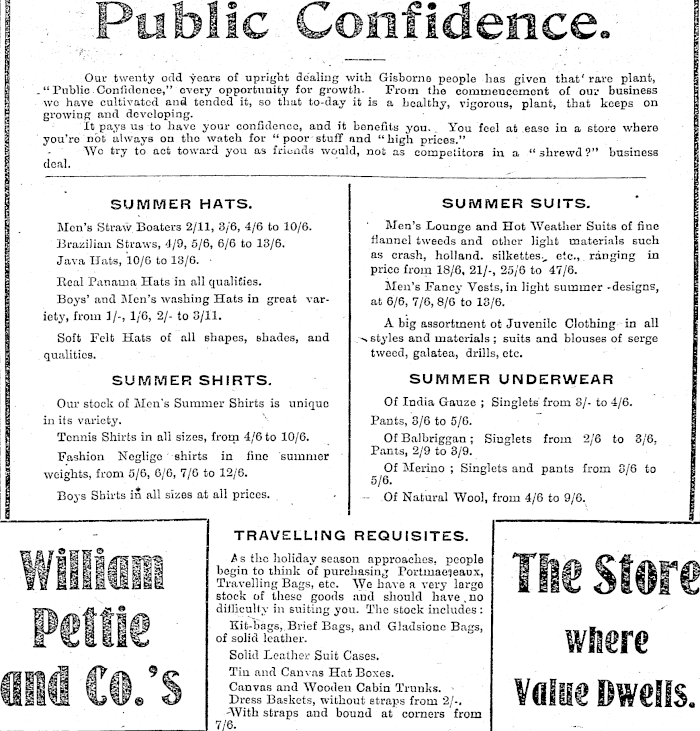 Public Confidence.
Our twenty odd years of upright dealing with Gisborne people has given that rare plant,
"Public Confidence," every opportunity for growth. From the commencement of our business
we have cultivated and tended it, so that to-day it is a healthy, vigorous, plant, that keeps on
growing and developing.
It pays us to have your confidence, and it benefits you. You feel at ease in a store where
you're not always on the watch for "poor stuff and "high prices."
We try to act toward you as friends would, not as competitors in a "shrewd?" business
deal.
SUMMER HATS.
Men's Straw Boaters 2/11, 3/6, 4/6 to 10/6.
Brazilian Straws, 4/9, 5/6, 6/6 to 13/6.
Java Hats, 10/6 to 13/6.
Real Panama Hats in all qualities.
Boys' and Men's washing Hats in great var-
iety, from 1/-, 1/6, 2/- to 3/11.
Soft Felt Hats of all shapes, shades, and
qualities.
SUMMER SHIRTS.
Our stock of Men's Summer Shirts is unique
in its variety.
Tennis Shirts in all sizes, from 4/6 to 10/6.
Fashion Neglige shirts in fine summer
weights, from 5/6, 6/6, 7/6 to 12/6.
Boys Shirts in all sizes at all prices.
SUMMER SUITS.
Men's Lounge and Hot Weather Suits of fine
flannel tweeds and other light materials such
as crash, holland. silkettes, etc., ranging in
price from 18/6, 21/-, 25/6 to 47/6.
Men's Fancy Vests, in light summer designs,
at 6/6, 7/6, 8/6 to 13/6.
A big assortment ot Juvenile Clothing in all
styles and materials; suits and blouses of serge
tweed, galatea, drills, etc.
SUMMER UNDERWEAR
Of India Gauze; Singlets from 3/- to 4/6.
Pants, 3/6 to 5/6.
Of Balbriggan; Singlets from 2/6 to 3/6,
Pants, 2/9 to 3/9.
Of Merino; Singlets and pants from 3/6 to
5/6.
Of Natural Wool, from 4/6 to 9/6.
William
Pettie
and Co.'s
TRAVELLING REQUISITES.
As the holiday season approaches, people
begin to think of purchasing Portmaeteaux,
Travelling Bags, etc. We have a very large
stock of these goods and should have no
difficulty in suiting you. The stock includes:
Kit-bags, Brief Bags, and Gladsione Bags,
of solid leather.
Solid Leather Suit Cases.
Tin and Canvas Hat Boxes.
Canvas and Wooden Cabin Trunks.
Dress Baskets, without straps from 2/-.
With straps and bound at corners from
7/6.
The Store
where
Value Dwells.